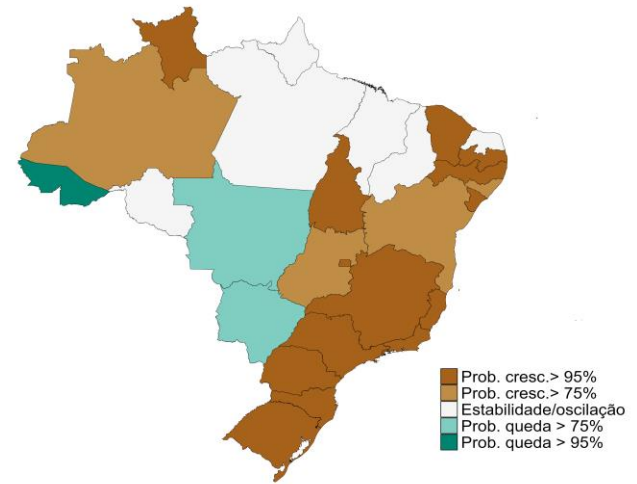 Prob. cresc.> 95%
Prob. cresc.> 75%
Estabilidade/oscilação
Prob. queda > 75%
Prob. queda > 95%